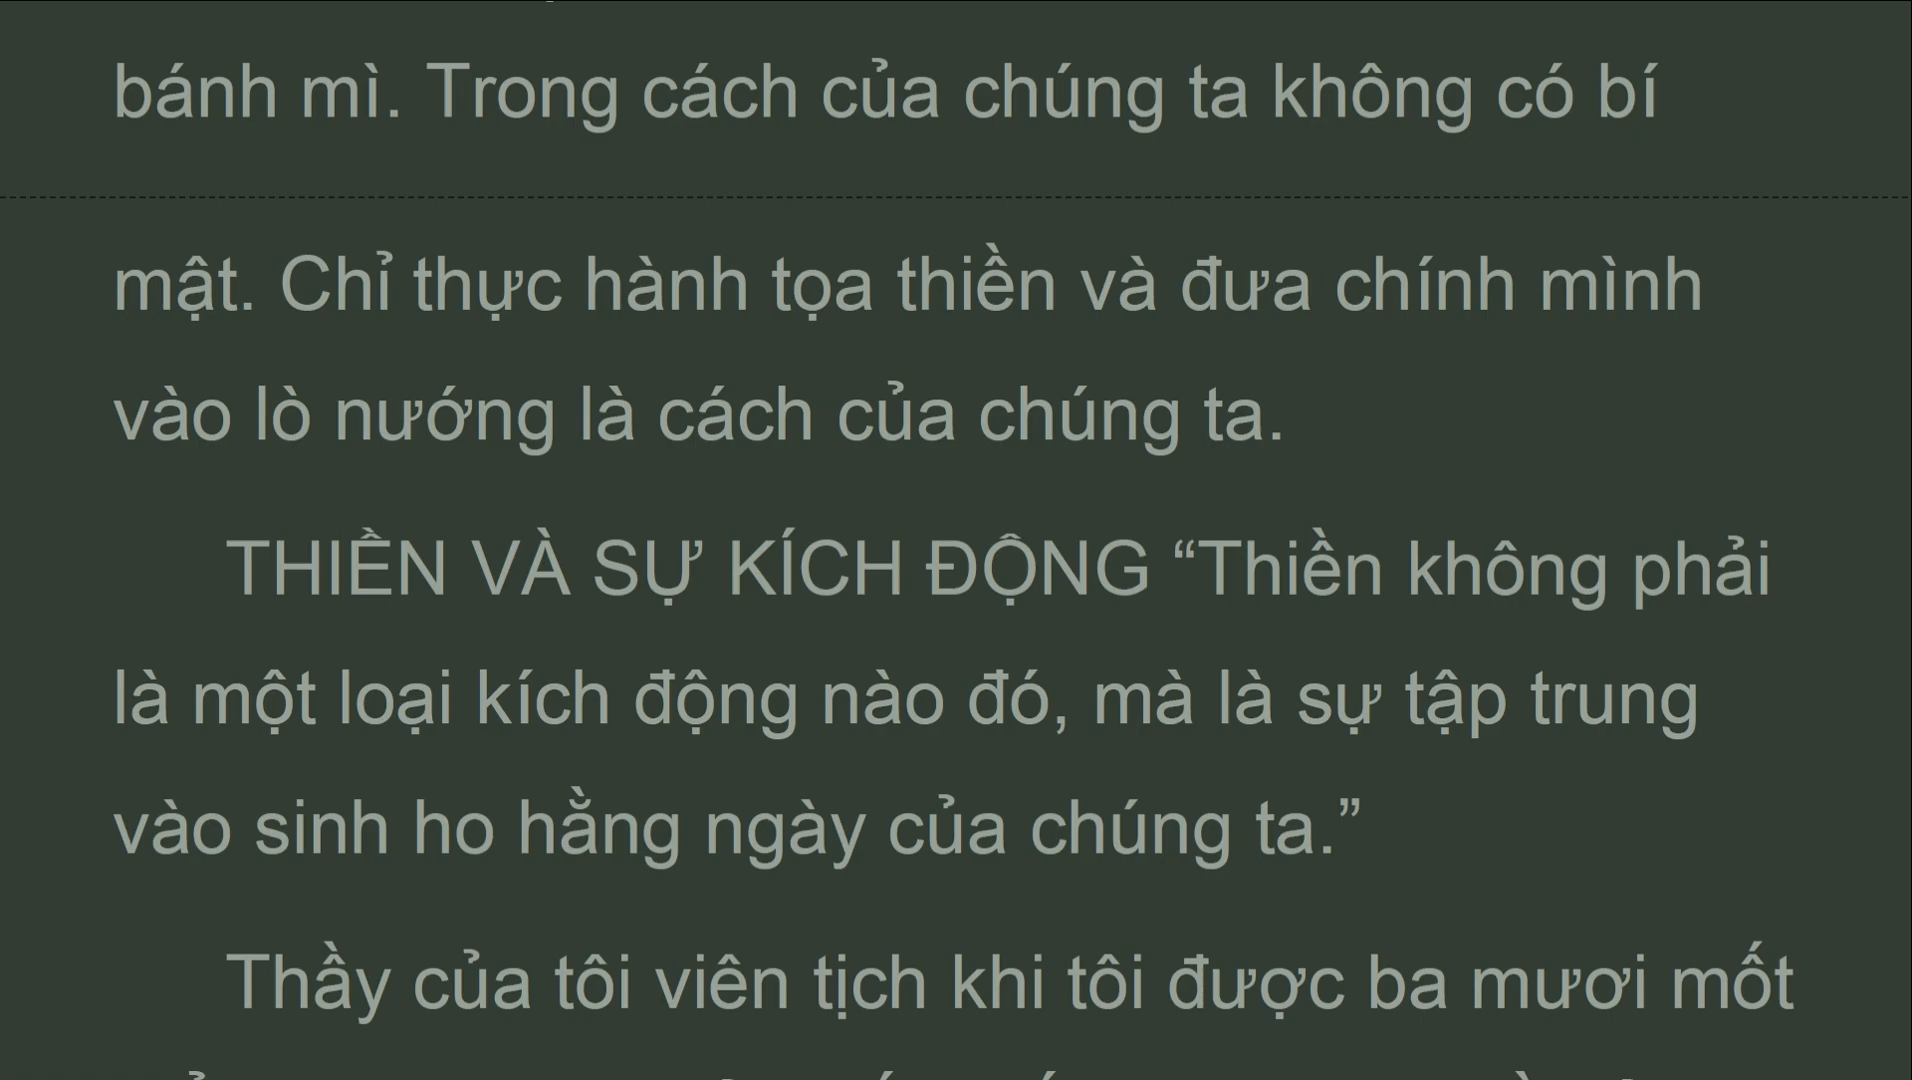 bánh mì. Trong cách của chúng ta không có bí
mật. Chỉ thực hành tọa thiền và đưa chính mình
vào lò nướng là cách của chúng ta.
THIỀN VÀ SỰ KÍCH ĐỘNG “Thiền không phải
là một loại kích động nào đó, mà là sự tập trung
vào sinh ho hằng ngày của chúng ta.”
Thầy của tôi viên tịch khi tôi được ba mươi mốt